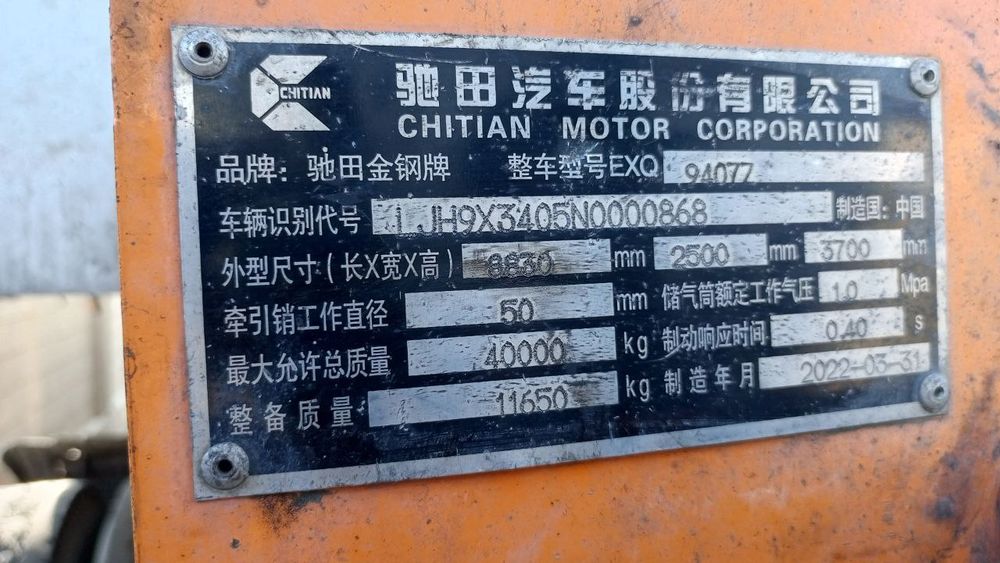 CHITIAN 驰田汽车股份有限公司
CHITIAN MOTOR CORPORATION
品牌：驰田金钢牌 整车型号EXQ 9407Z
车辆识别代号 LJH9X3405N0000868 制造国：中国
外型尺寸（长X宽X高） 8830 mm 2500 mm 3700 mm
牵引销工作直径 50 mm 储气筒额定工作气压 1.0 Mpa
最大允许总质量 40000 kg 制动响应时间 0.40 s
整备质量 11650 kg 制造年月 2022-03-31